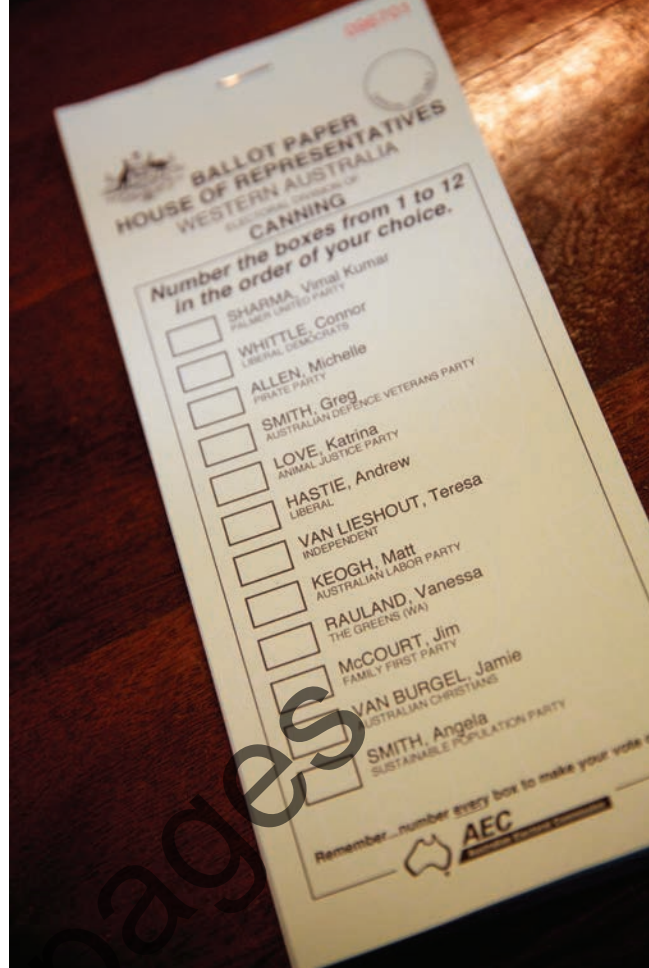 BALLOT PAPER
HOUSE OF REPRESENTATIVES
WESTERN AUSTRALIA
ELECTORAL DIVISION OF
CANNING
Number the boxes from 1 to 12
in the order of your choice.
SHARMA, Vimal Kumar
PALMER UNITED PARTY
WHITTLE, Connor
LIBERAL DEMOCRATS
ALLEN, Michelle
PIRATE PARTY
SMITH, Greg
AUSTRALIAN DEFENCE VETERANS PARTY
LOVE, Katrina
ANIMAL JUSTICE PARTY
HASTIE, Andrew
LIBERAL
VAN LIESHOUT, Teresa
INDEPENDENT
KEOGH, Matt
AUSTRALIAN LABOR PARTY
RAULAND, Vanessa
THE GREENS (WA)
McCOURT, Jim
FAMILY FIRST PARTY
VAN BURGEL, Jamie
AUSTRALIAN CHRISTIANS
SMITH, Angela
SUSTAINABLE POPULATION PARTY
Remember...number every box to make your vote
AEC
Australian Electoral Commission
pages